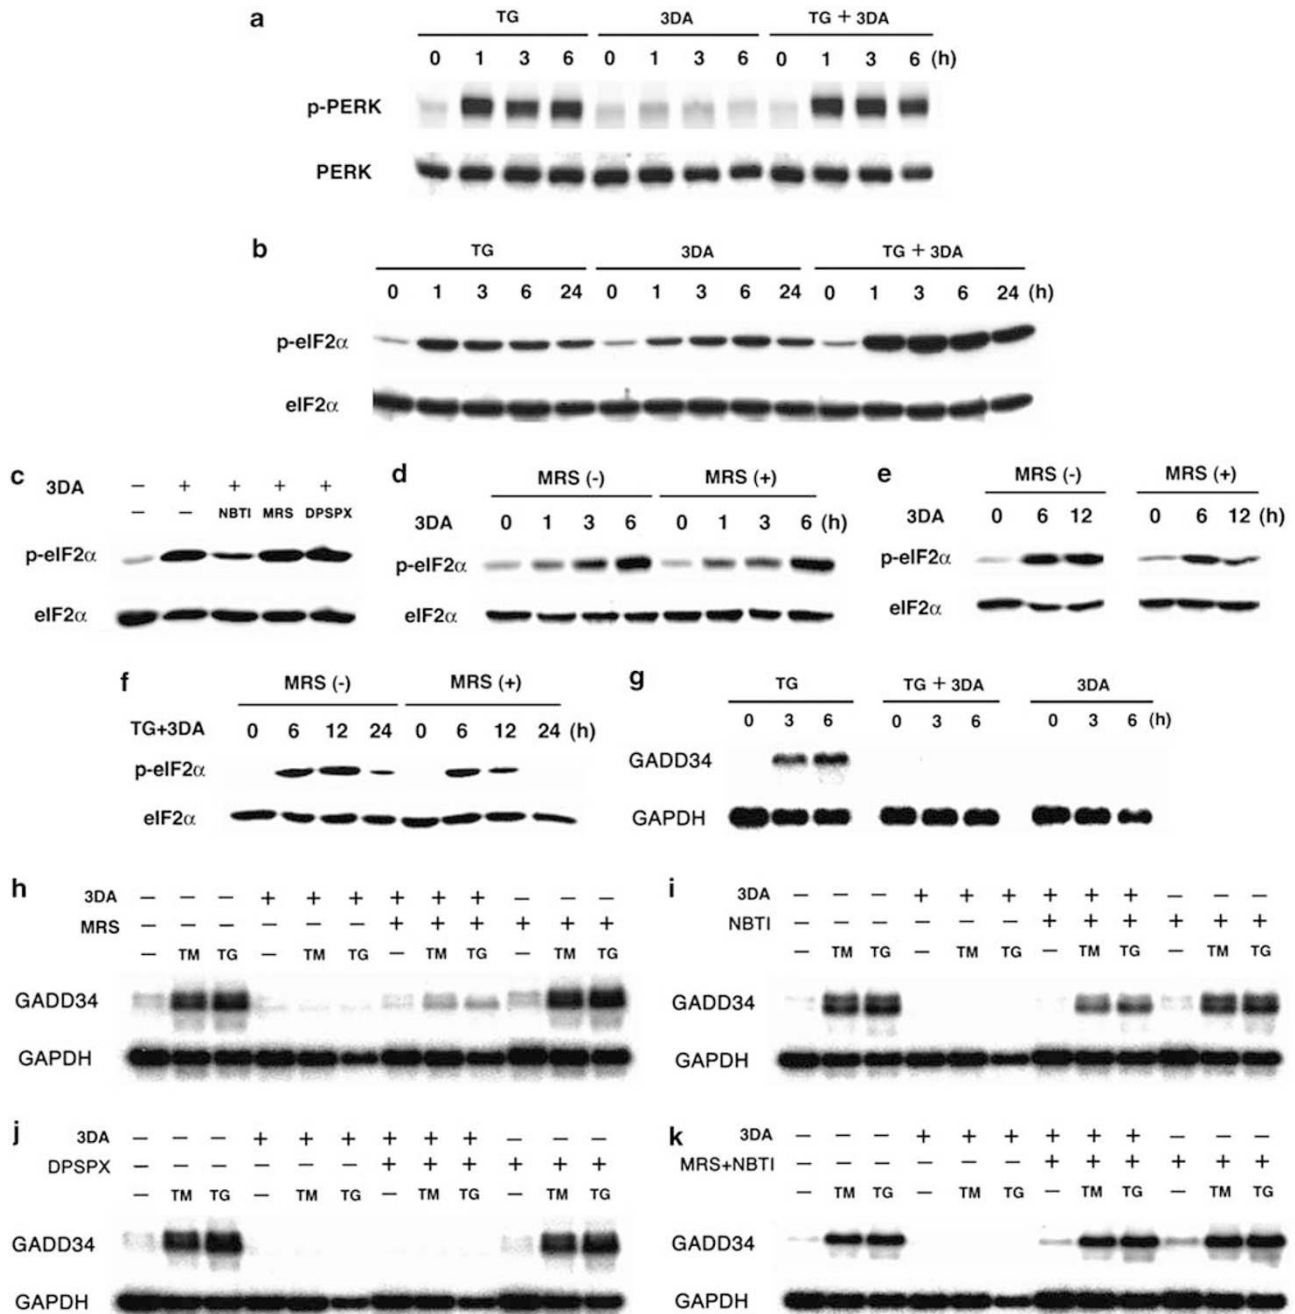 a
TG 3DA TG + 3DA
0 1 3 6 0 1 3 6 0 1 3 6 (h)
p-PERK
PERK
b
TG 3DA TG + 3DA
0 1 3 6 24 0 1 3 6 24 0 1 3 6 24 (h)
p-eIF2α
eIF2α
c
3DA − + + + +
− − NBTI MRS DPSPX
p-eIF2α
eIF2α
d
MRS (-) MRS (+)
3DA 0 1 3 6 0 1 3 6 (h)
p-eIF2α
eIF2α
e
MRS (-) MRS (+)
3DA 0 6 12 0 6 12 (h)
p-eIF2α
eIF2α
f
MRS (-) MRS (+)
TG+3DA 0 6 12 24 0 6 12 24 (h)
p-eIF2α
eIF2α
g
TG TG + 3DA 3DA
0 3 6 0 3 6 0 3 6 (h)
GADD34
GAPDH
h
3DA − − − + + + + + + − − −
MRS − − − − − − + + + + + +
− TM TG − TM TG − TM TG − TM TG
GADD34
GAPDH
i
3DA − − − + + + + + + − − −
NBTI − − − − − − + + + + + +
− TM TG − TM TG − TM TG − TM TG
GADD34
GAPDH
j
3DA − − − + + + + + + − − −
DPSPX − − − − − − + + + + + +
− TM TG − TM TG − TM TG − TM TG
GADD34
GAPDH
k
3DA − − − + + + + + + − − −
MRS+NBTI − − − − − − + + + + + +
− TM TG − TM TG − TM TG − TM TG
GADD34
GAPDH